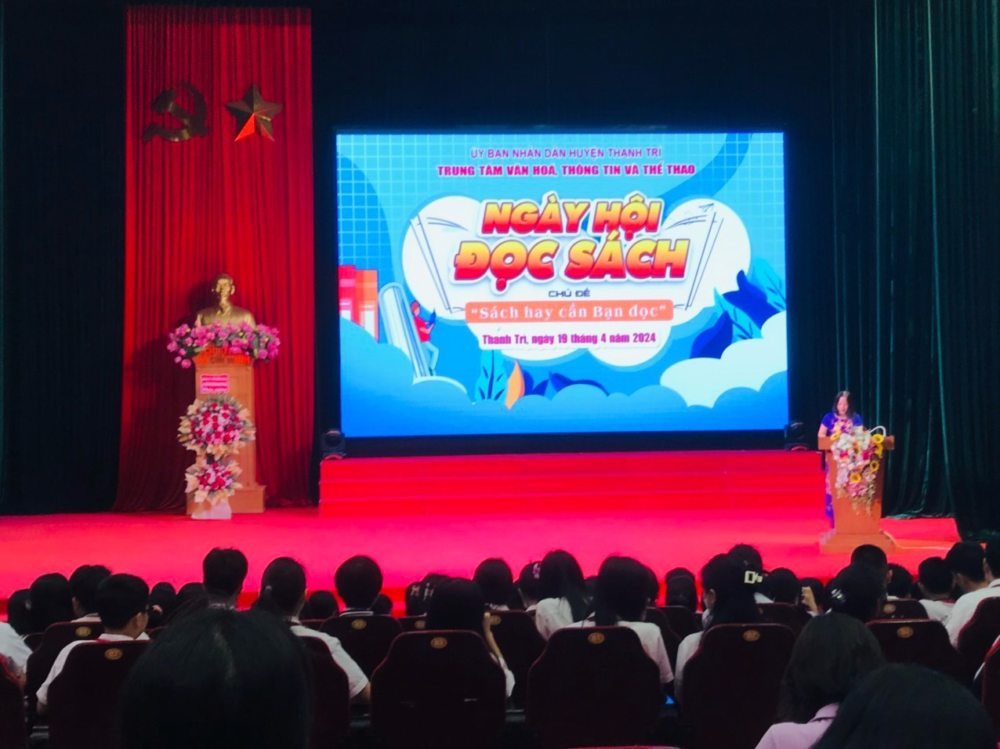 ỦY BAN NHÂN DÂN HUYỆN THANH TRÌ
TRUNG TÂM VĂN HOÁ, THÔNG TIN VÀ THỂ THAO
NGÀY HỘI
ĐỌC SÁCH
CHỦ ĐỀ
"Sách hay cần Bạn đọc"
Thanh Trì, ngày 19 tháng 4 năm 2024